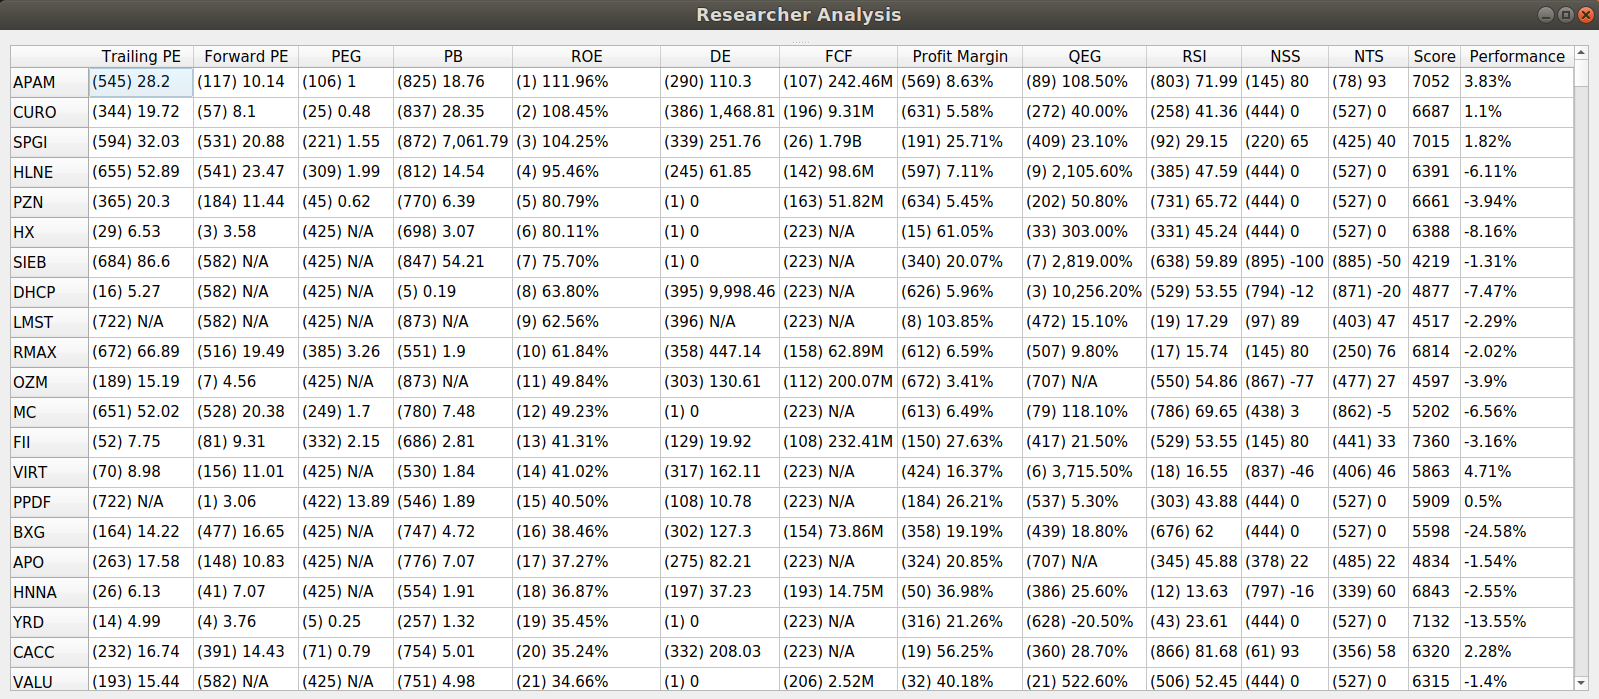 Researcher Analysis
Trailing PE Forward PE PEG PB ROE DE FCF Profit Margin QEG RSI NSS NTS Score Performance
APAM (545) 28.2 (117) 10.14 (106) 1 (825) 18.76 (1) 111.96% (290) 110.3 (107) 242.46M (569) 8.63% (89) 108.50% (803) 71.99 (145) 80 (78) 93 7052 3.83%
CURO (344) 19.72 (57) 8.1 (25) 0.48 (837) 28.35 (2) 108.45% (386) 1,468.81 (196) 9.31M (631) 5.58% (272) 40.00% (258) 41.36 (444) 0 (527) 0 6687 1.1%
SPGI (594) 32.03 (531) 20.88 (221) 1.55 (872) 7,061.79 (3) 104.25% (339) 251.76 (26) 1.79B (191) 25.71% (409) 23.10% (92) 29.15 (220) 65 (425) 40 7015 1.82%
HLNE (655) 52.89 (541) 23.47 (309) 1.99 (812) 14.54 (4) 95.46% (245) 61.85 (142) 98.6M (597) 7.11% (9) 2,105.60% (385) 47.59 (444) 0 (527) 0 6391 -6.11%
PZN (365) 20.3 (184) 11.44 (45) 0.62 (770) 6.39 (5) 80.79% (1) 0 (163) 51.82M (634) 5.45% (202) 50.80% (731) 65.72 (444) 0 (527) 0 6661 -3.94%
HX (29) 6.53 (3) 3.58 (425) N/A (698) 3.07 (6) 80.11% (1) 0 (223) N/A (15) 61.05% (33) 303.00% (331) 45.24 (444) 0 (527) 0 6388 -8.16%
SIEB (684) 86.6 (582) N/A (425) N/A (847) 54.21 (7) 75.70% (1) 0 (223) N/A (340) 20.07% (7) 2,819.00% (638) 59.89 (895) -100 (885) -50 4219 -1.31%
DHCP (16) 5.27 (582) N/A (425) N/A (5) 0.19 (8) 63.80% (395) 9,998.46 (223) N/A (626) 5.96% (3) 10,256.20% (529) 53.55 (794) -12 (871) -20 4877 -7.47%
LMST (722) N/A (582) N/A (425) N/A (873) N/A (9) 62.56% (396) N/A (223) N/A (8) 103.85% (472) 15.10% (19) 17.29 (97) 89 (403) 47 4517 -2.29%
RMAX (672) 66.89 (516) 19.49 (385) 3.26 (551) 1.9 (10) 61.84% (358) 447.14 (158) 62.89M (612) 6.59% (507) 9.80% (17) 15.74 (145) 80 (250) 76 6814 -2.02%
OZM (189) 15.19 (7) 4.56 (425) N/A (873) N/A (11) 49.84% (303) 130.61 (112) 200.07M (672) 3.41% (707) N/A (550) 54.86 (867) -77 (477) 27 4597 -3.9%
MC (651) 52.02 (528) 20.38 (249) 1.7 (780) 7.48 (12) 49.23% (1) 0 (223) N/A (613) 6.49% (79) 118.10% (786) 69.65 (438) 3 (862) -5 5202 -6.56%
FII (52) 7.75 (81) 9.31 (332) 2.15 (686) 2.81 (13) 41.31% (129) 19.92 (108) 232.41M (150) 27.63% (417) 21.50% (529) 53.55 (145) 80 (441) 33 7360 -3.16%
VIRT (70) 8.98 (156) 11.01 (425) N/A (530) 1.84 (14) 41.02% (317) 162.11 (223) N/A (424) 16.37% (6) 3,715.50% (18) 16.55 (837) -46 (406) 46 5863 4.71%
PPDF (722) N/A (1) 3.06 (422) 13.89 (546) 1.89 (15) 40.50% (108) 10.78 (223) N/A (184) 26.21% (537) 5.30% (303) 43.88 (444) 0 (527) 0 5909 0.5%
BXG (164) 14.22 (477) 16.65 (425) N/A (747) 4.72 (16) 38.46% (302) 127.3 (154) 73.86M (358) 19.19% (439) 18.80% (676) 62 (444) 0 (527) 0 5598 -24.58%
APO (263) 17.58 (148) 10.83 (425) N/A (776) 7.07 (17) 37.27% (275) 82.21 (223) N/A (324) 20.85% (707) N/A (345) 45.88 (378) 22 (485) 22 4834 -1.54%
HNNA (26) 6.13 (41) 7.07 (425) N/A (554) 1.91 (18) 36.87% (197) 37.23 (193) 14.75M (50) 36.98% (386) 25.60% (12) 13.63 (797) -16 (339) 60 6843 -2.55%
YRD (14) 4.99 (4) 3.76 (5) 0.25 (257) 1.32 (19) 35.45% (1) 0 (223) N/A (316) 21.26% (628) -20.50% (43) 23.61 (444) 0 (527) 0 7132 -13.55%
CACC (232) 16.74 (391) 14.43 (71) 0.79 (754) 5.01 (20) 35.24% (332) 208.03 (223) N/A (19) 56.25% (360) 28.70% (866) 81.68 (61) 93 (356) 58 6320 2.28%
VALU (193) 15.44 (582) N/A (425) N/A (751) 4.98 (21) 34.66% (1) 0 (206) 2.52M (32) 40.18% (21) 522.60% (506) 52.45 (444) 0 (527) 0 6315 -1.4%